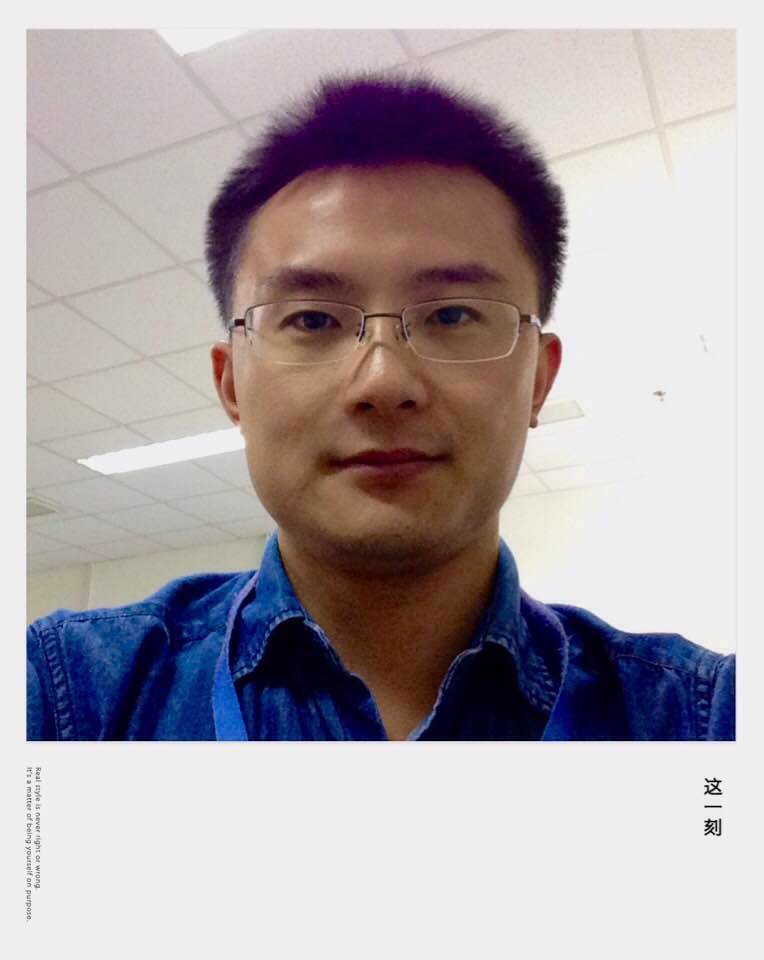 Real style is never right or wrong.
It's a matter of being yourself on purpose.
这一刻